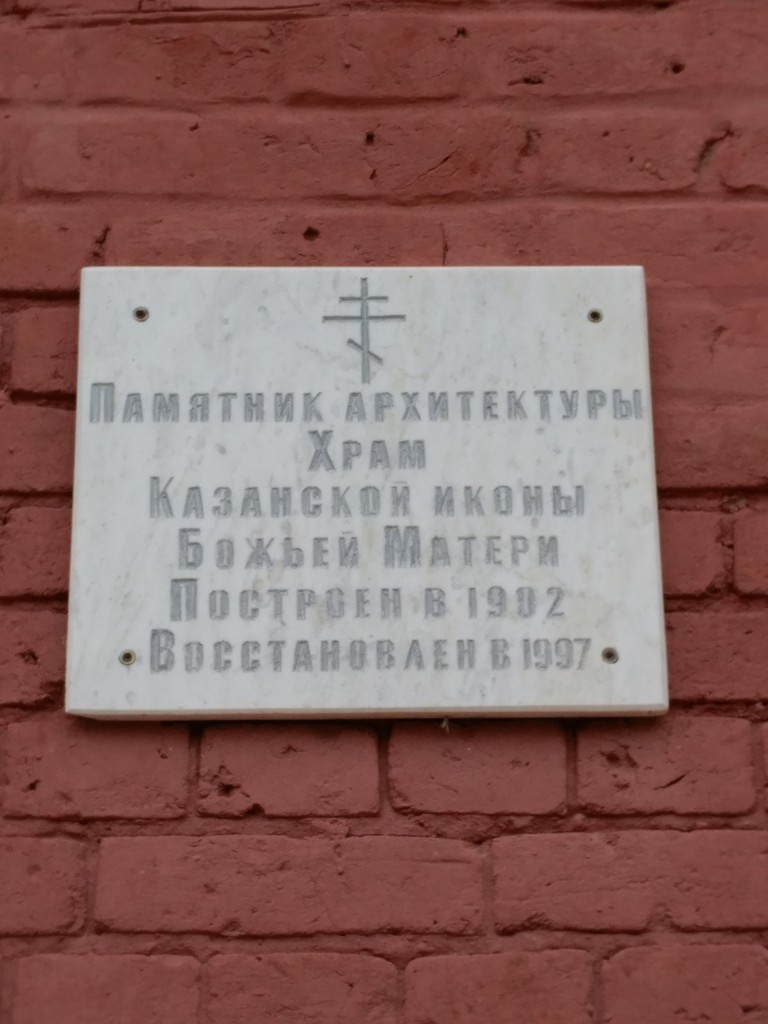 Памятник архитектуры
Храм
Казанской иконы
Божьей Матери
Построен в 1902
Восстановлен в 1997